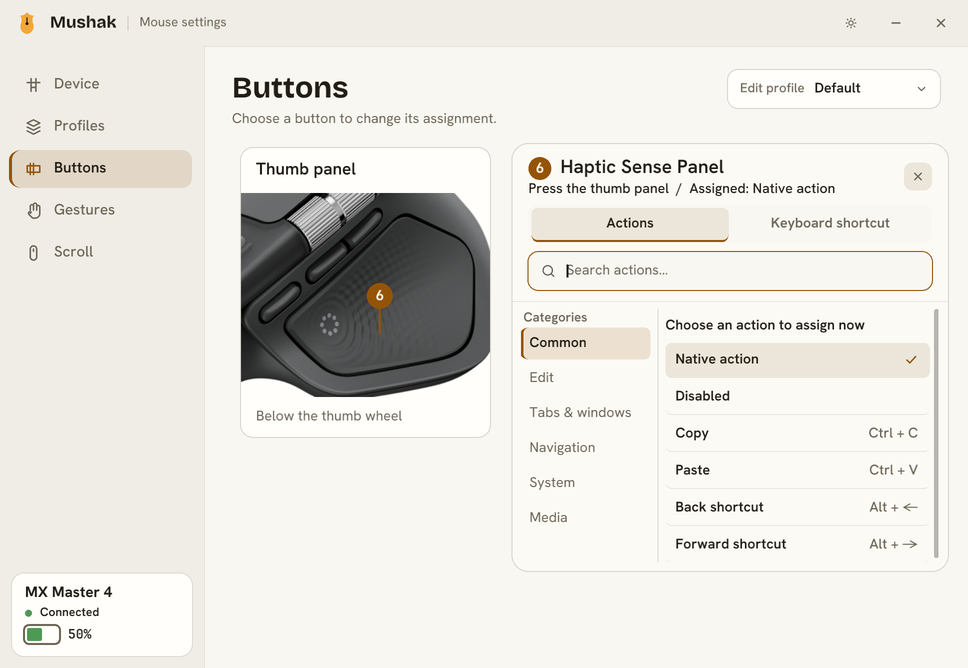 Mushak | Mouse settings
Device
Profiles
Buttons
Gestures
Scroll
MX Master 4
Connected
50%
Buttons
Choose a button to change its assignment.
Edit profile Default
Thumb panel
6
Below the thumb wheel
6 Haptic Sense Panel
Press the thumb panel / Assigned: Native action
Actions Keyboard shortcut
Search actions...
Categories
Common
Edit
Tabs & windows
Navigation
System
Media
Choose an action to assign now
Native action
Disabled
Copy Ctrl + C
Paste Ctrl + V
Back shortcut Alt + ←
Forward shortcut Alt + →